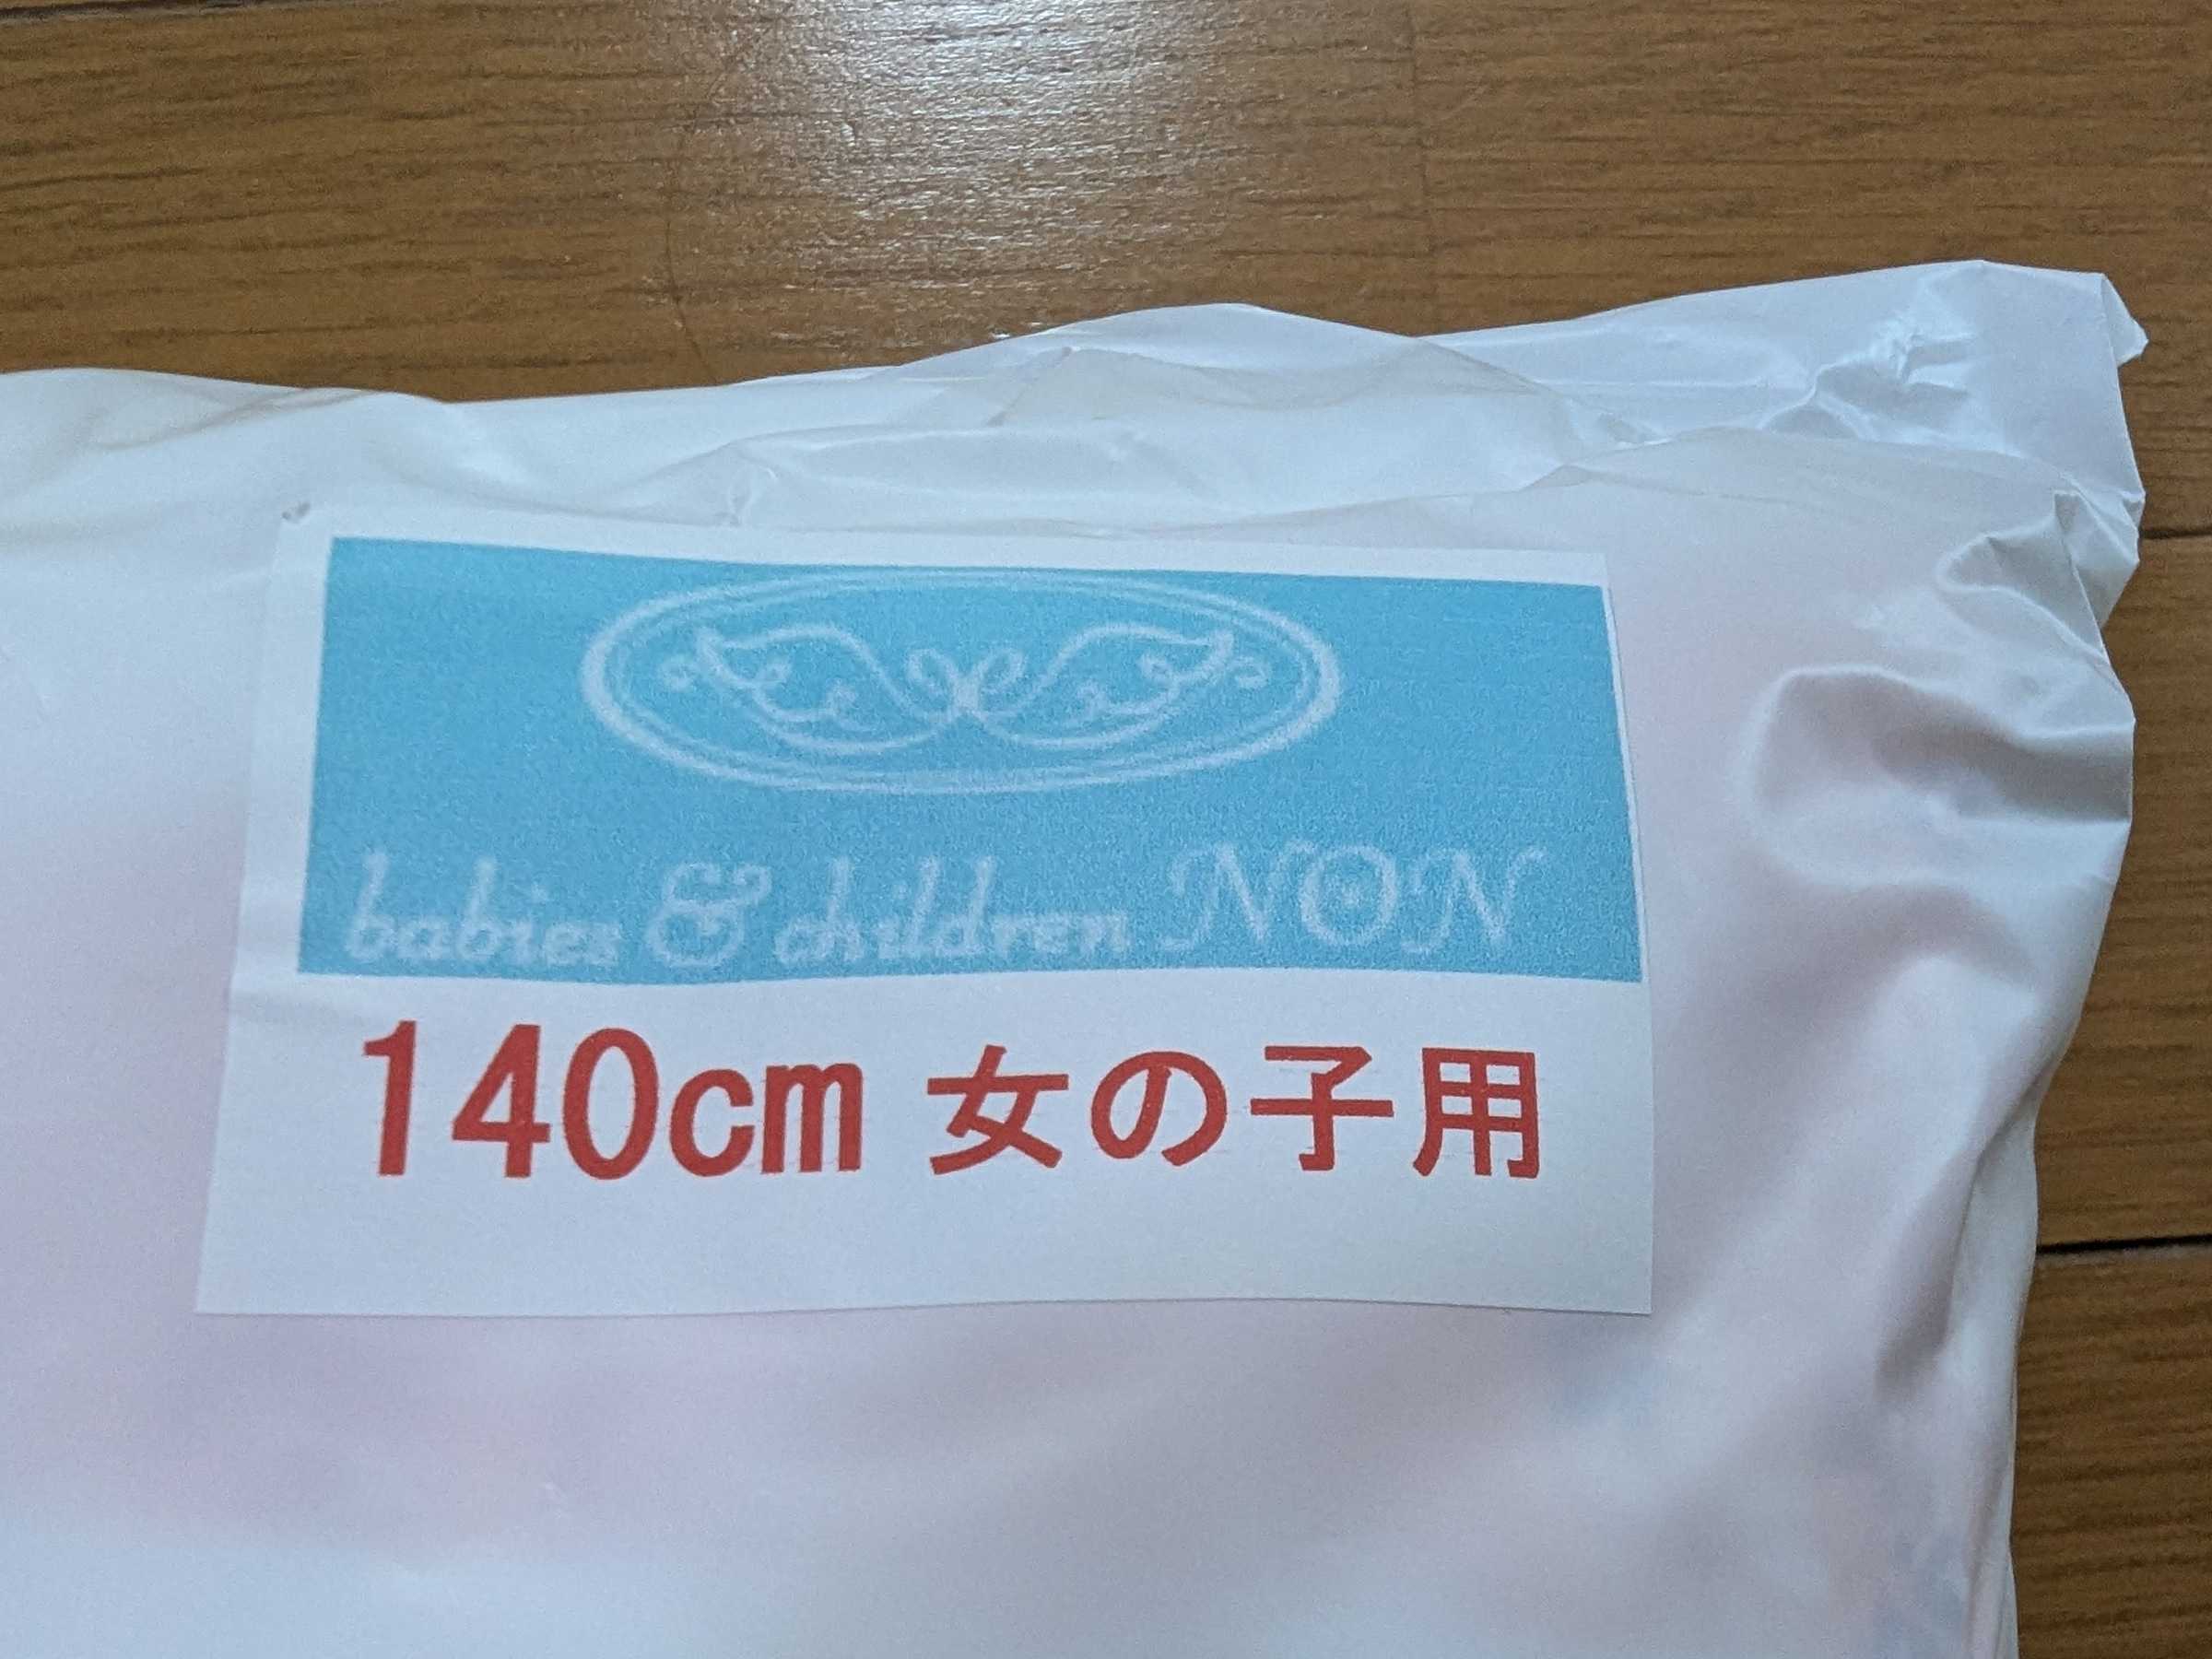 babies & children NON
140cm 女の子用